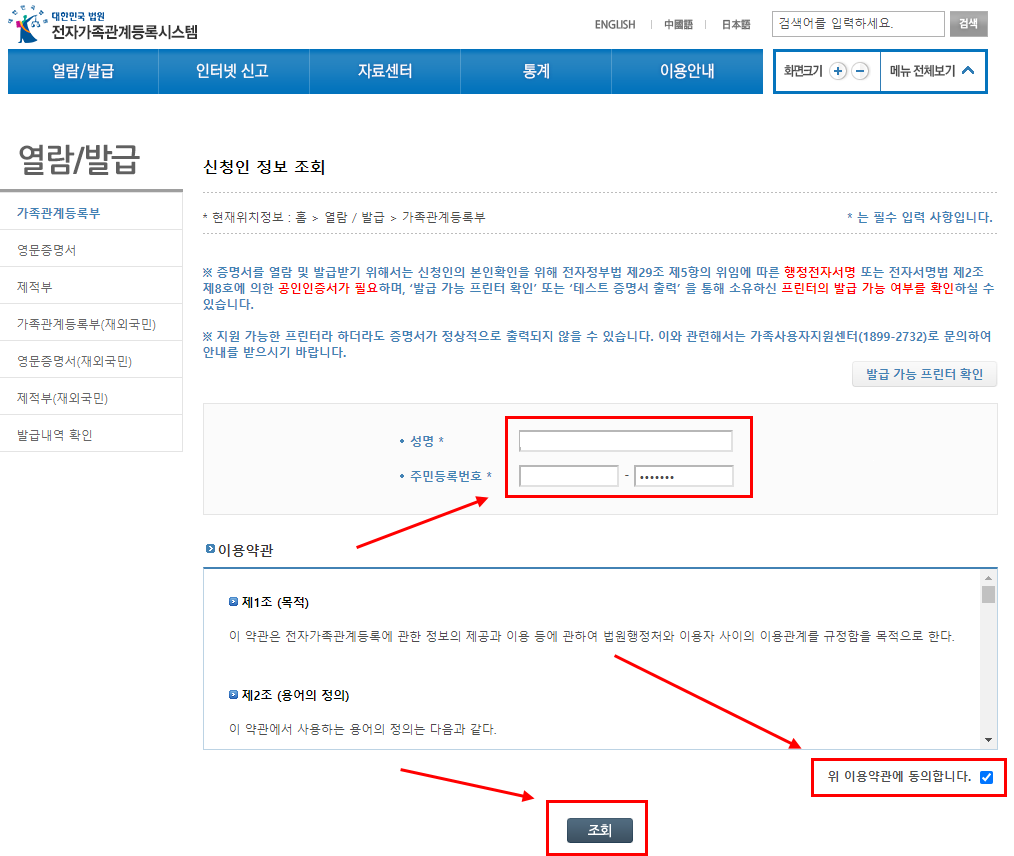 대한민국 법원
전자가족관계등록시스템
ENGLISH
中國語
日本語
검색어를 입력하세요.
검색
열람/발급
인터넷 신고
자료센터
통계
이용안내
화면크기
메뉴 전체보기
열람/발급
가족관계등록부
영문증명서
제적부
가족관계등록부(재외국민)
영문증명서(재외국민)
제적부(재외국민)
발급내역 확인
신청인 정보 조회
* 현재위치정보 : 홈 > 열람 / 발급 > 가족관계등록부
* 는 필수 입력 사항입니다.
※ 증명서를 열람 및 발급받기 위해서는 신청인의 본인확인을 위해 전자정부법 제29조 제5항의 위임에 따른 행정전자서명 또는 전자서명법 제2조
제8호에 의한 공인인증서가 필요하며, ‘발급 가능 프린터 확인’ 또는 ‘테스트 증명서 출력’ 을 통해 소유하신 프린터의 발급 가능 여부를 확인하실 수
있습니다.
※ 지원 가능한 프린터라 하더라도 증명서가 정상적으로 출력되지 않을 수 있습니다. 이와 관련해서는 가족사용자지원센터(1899-2732)로 문의하여
안내를 받으시기 바랍니다.
발급 가능 프린터 확인
• 성명 *
• 주민등록번호 *
- •••••••
이용약관
제1조 (목적)
이 약관은 전자가족관계등록에 관한 정보의 제공과 이용 등에 관하여 법원행정처와 이용자 사이의 이용관계를 규정함을 목적으로 한다.
제2조 (용어의 정의)
이 약관에서 사용하는 용어의 정의는 다음과 같다.
위 이용약관에 동의합니다.
조회